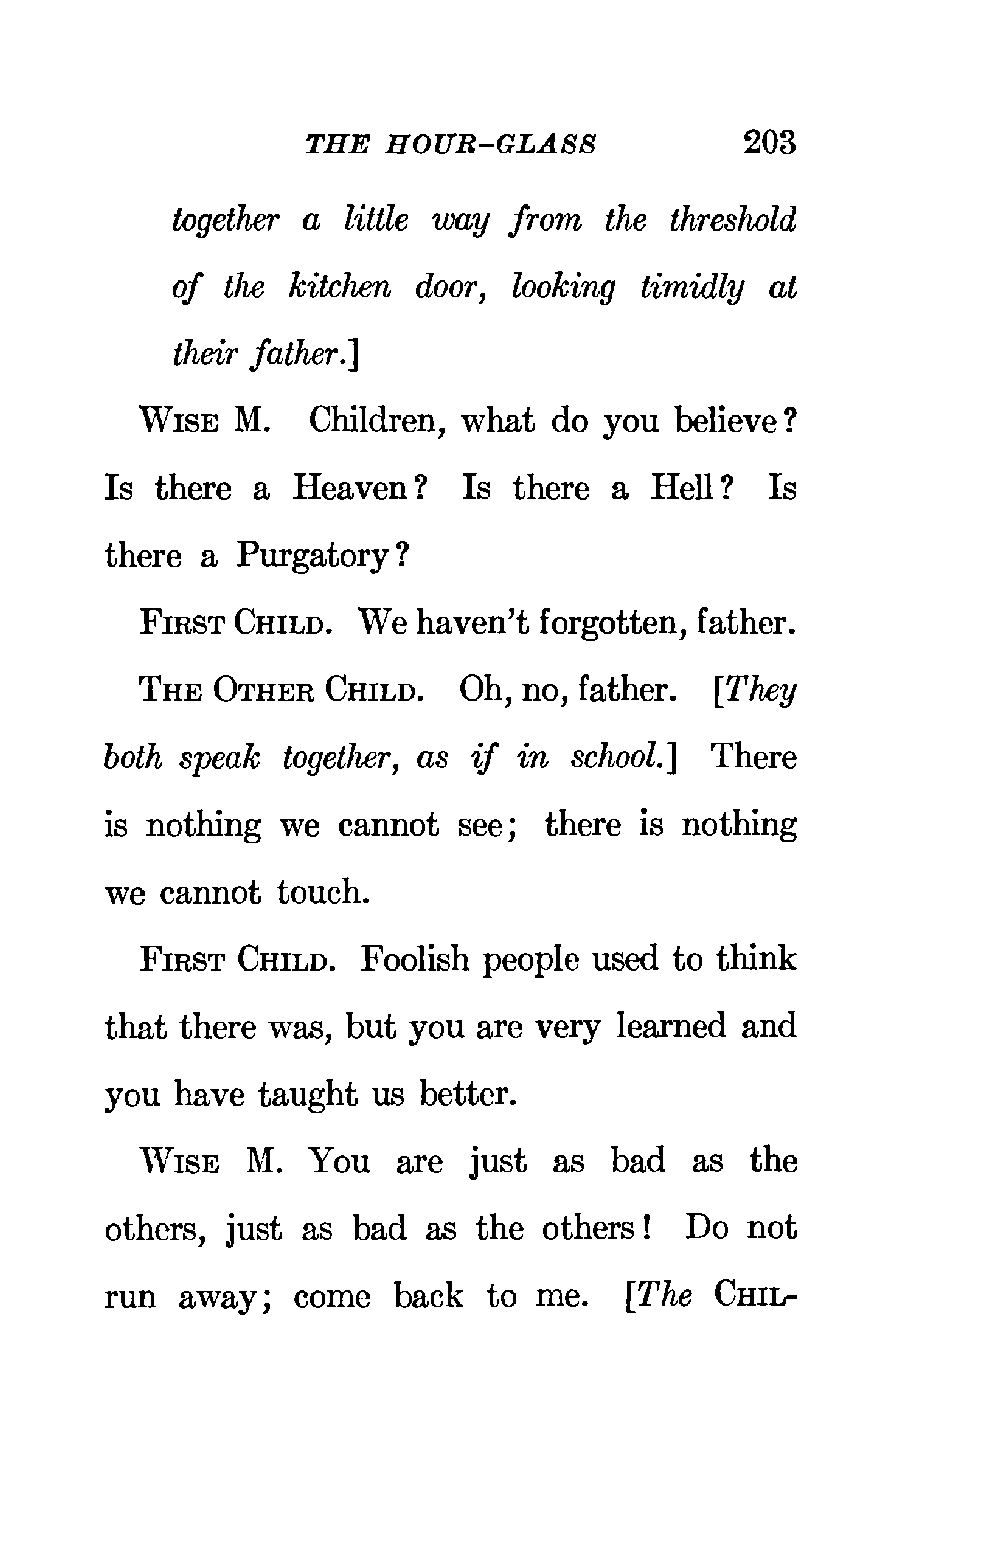 THE HOUR-GLASS 203
together a little way from the threshold
of the kitchen door, looking timidly at
their father.]
WISE M. Children, what do you believe?
Is there a Heaven? Is there a Hell? Is
there a Purgatory?
FIRST CHILD. We haven't forgotten, father.
THE OTHER CHILD. Oh, no, father. [They
both speak together, as if in school.] There
is nothing we cannot see; there is nothing
we cannot touch.
FIRST CHILD. Foolish people used to think
that there was, but you are very learned and
you have taught us better.
WISE M. You are just as bad as the
others, just as bad as the others! Do not
run away; come back to me. [The CHIL-